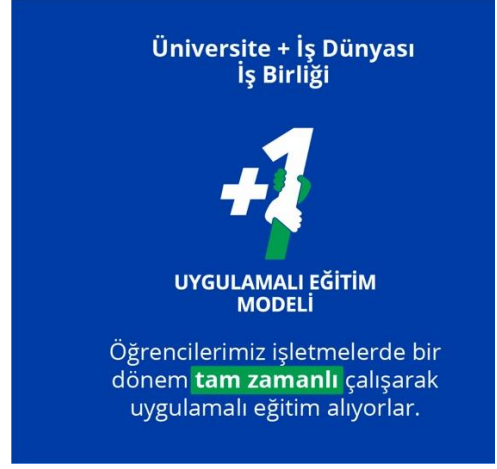 Üniversite + İş Dünyası
İş Birliği
+1
UYGULAMALI EĞİTİM
MODELİ
Öğrencilerimiz işletmelerde bir
dönem tam zamanlı çalışarak
uygulamalı eğitim alıyorlar.